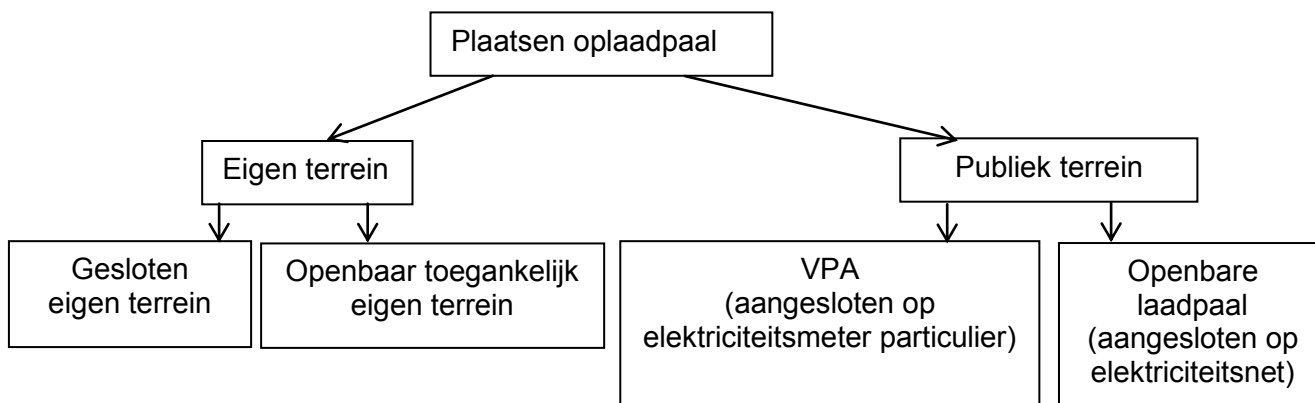 Plaatsen oplaadpaal
Eigen terrein
Publiek terrein
Gesloten
eigen terrein
Openbaar toegankelijk
eigen terrein
VPA
(aangesloten op
elektriciteitsmeter particulier)
Openbare
laadpaal
(aangesloten op
elektriciteitsnet)